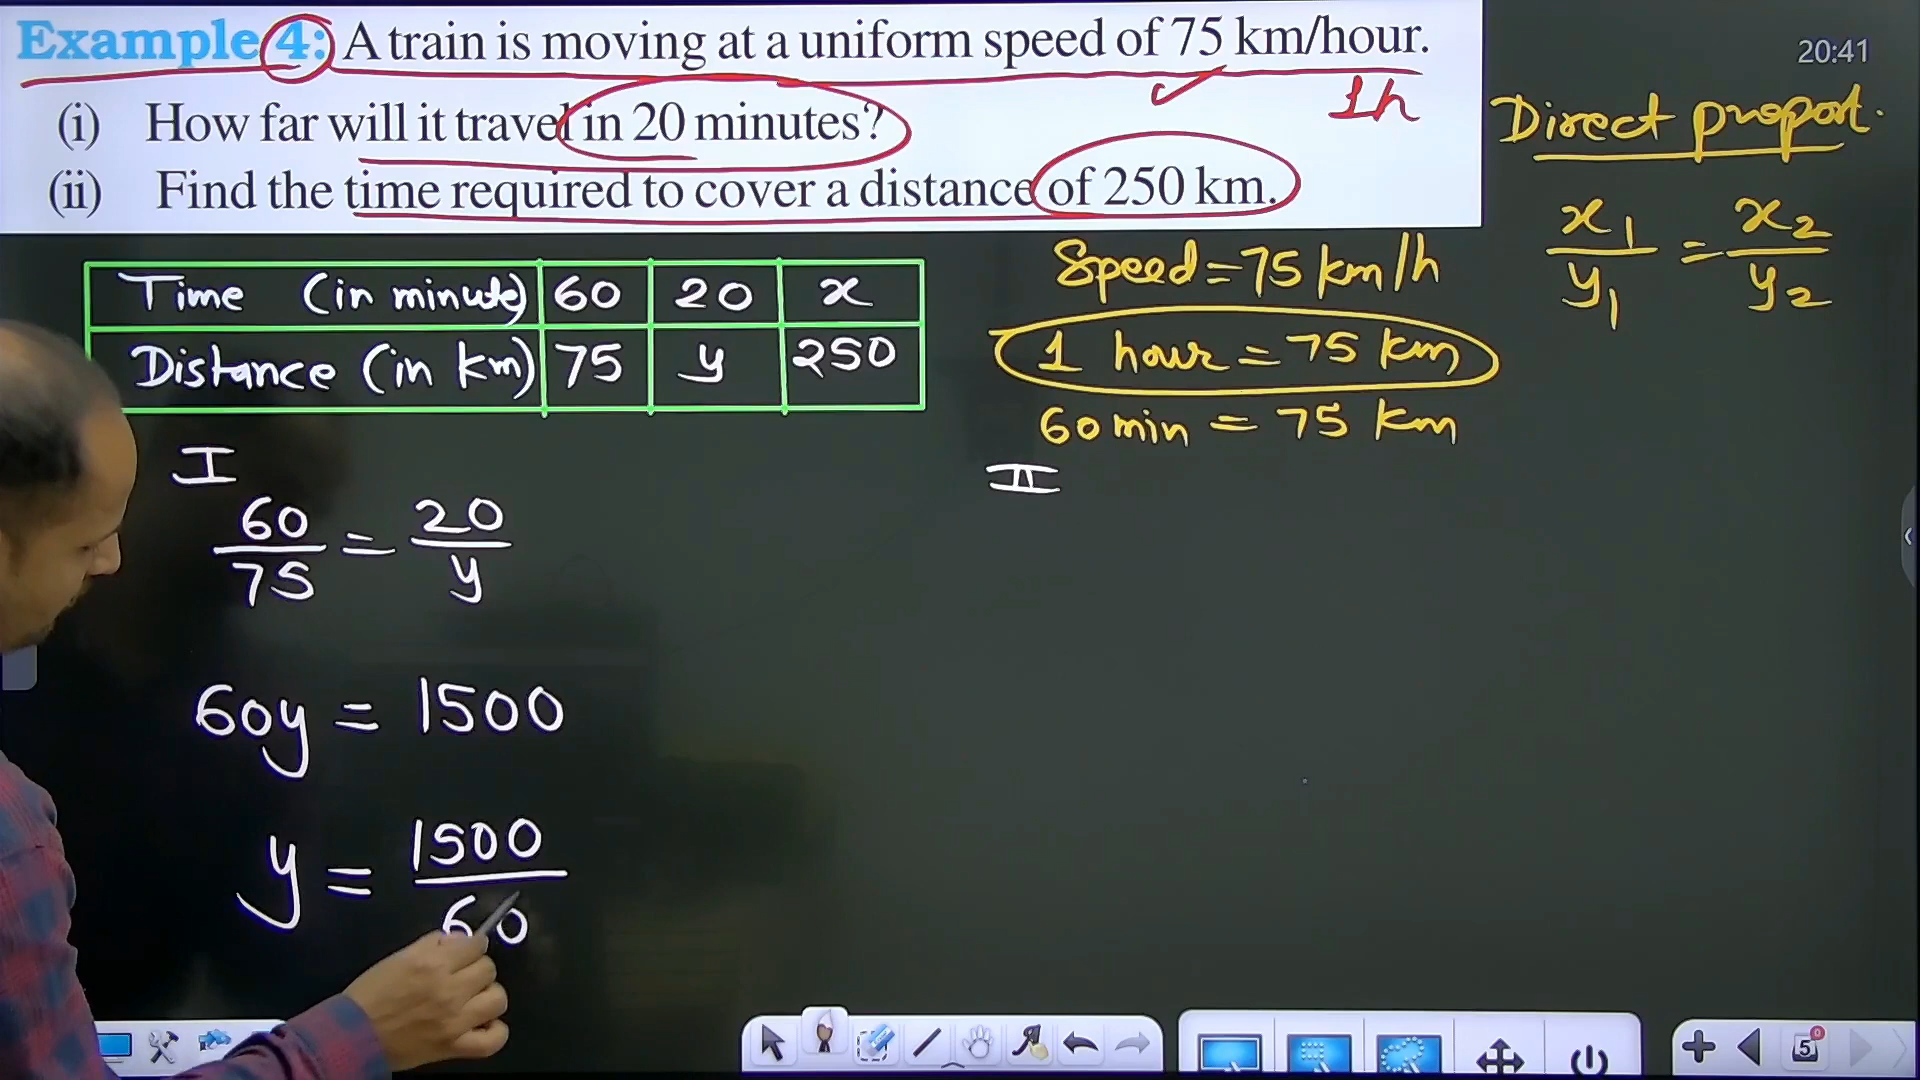 Example 4: A train is moving at a uniform speed of 75 km/hour.
1h
(i) How far will it travel in 20 minutes?
(ii) Find the time required to cover a distance of 250 km.
20:41
Direct proport.
x1/y1 = x2/y2
Time (in minute) 60 20 x
Distance (in km) 75 y 250
Speed = 75 km/h
1 hour = 75 km
60 min = 75 km
I
60/75 = 20/y
60y = 1500
y = 1500/60
II
5